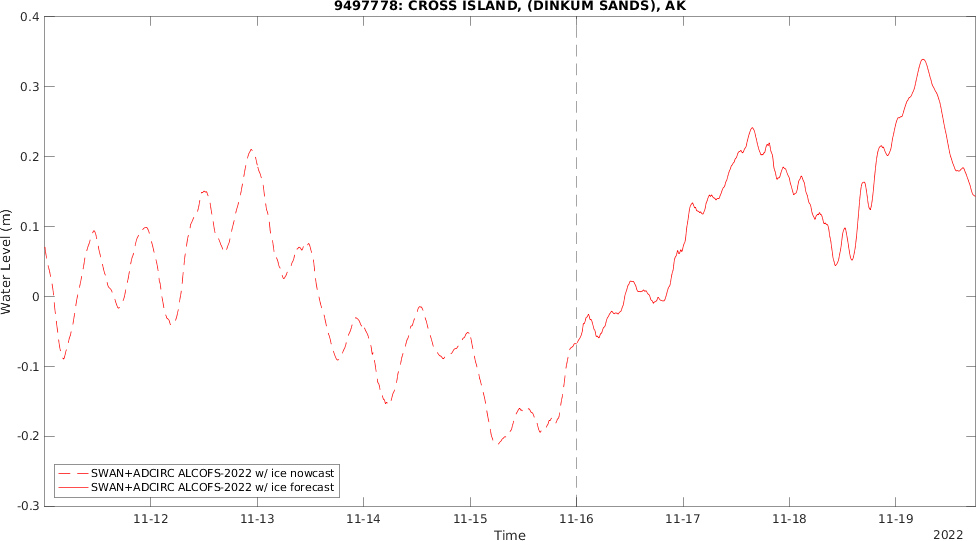 9497778: CROSS ISLAND, (DINKUM SANDS), AK
0.4
0.3
0.2
0.1
0
-0.1
-0.2
-0.3
Water Level (m)
SWAN+ADCIRC ALCOFS-2022 w/ ice nowcast
SWAN+ADCIRC ALCOFS-2022 w/ ice forecast
11-12 11-13 11-14 11-15 11-16 11-17 11-18 11-19
Time
2022